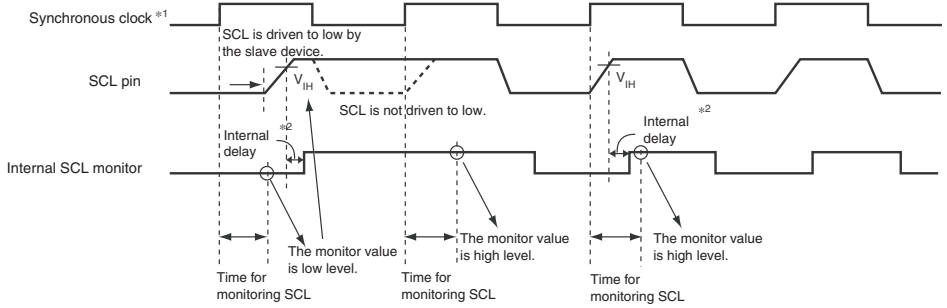 Synchronous clock *1
SCL is driven to low by
the slave device.
SCL pin
VIH
VIH
SCL is not driven to low.
*2
*2
Internal
delay
Internal
delay
Internal SCL monitor
The monitor value
is low level.
The monitor value
is high level.
The monitor value
is high level.
Time for
monitoring SCL
Time for
monitoring SCL
Time for
monitoring SCL